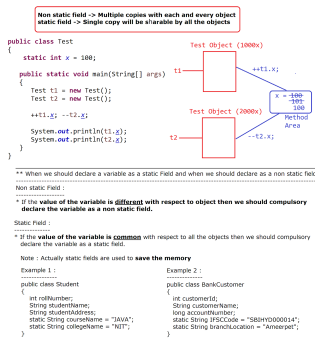 Non static field -> Multiple copies with each and every object
static field -> Single copy will be sharable by all the objects
public class Test
{
static int x = 100;
public static void main(String[] args)
{
Test t1 = new Test();
Test t2 = new Test();
++t1.x; --t2.x;
System.out.println(t1.x);
System.out.println(t2.x);
}
}
Test Object (1000x)
t1
++t1.x;
x = 100
101
100
Method
Area
Test Object (2000x)
t2
--t2.x;
** When we should declare a variable as a static Field and when we should declare as a non static field
Non static Field :
* If the value of the variable is different with respect to object then we should compulsory
declare the variable as a non static field.
Static Field :
* If the value of the variable is common with respect to all the objects then we should compulsory
declare the variable as a static field.
Note : Actually static fields are used to save the memory
Example 1 :
public class Student
{
int rollNumber;
String studentName;
String studentAddress;
static String courseName = "JAVA";
static String collegeName = "NIT";
}
Example 2 :
public class BankCustomer
{
int customerId;
String customerName;
long accountNumber;
static String IFSCCode = "SBIHYD000014";
static String branchLocation = "Ameerpet";
}